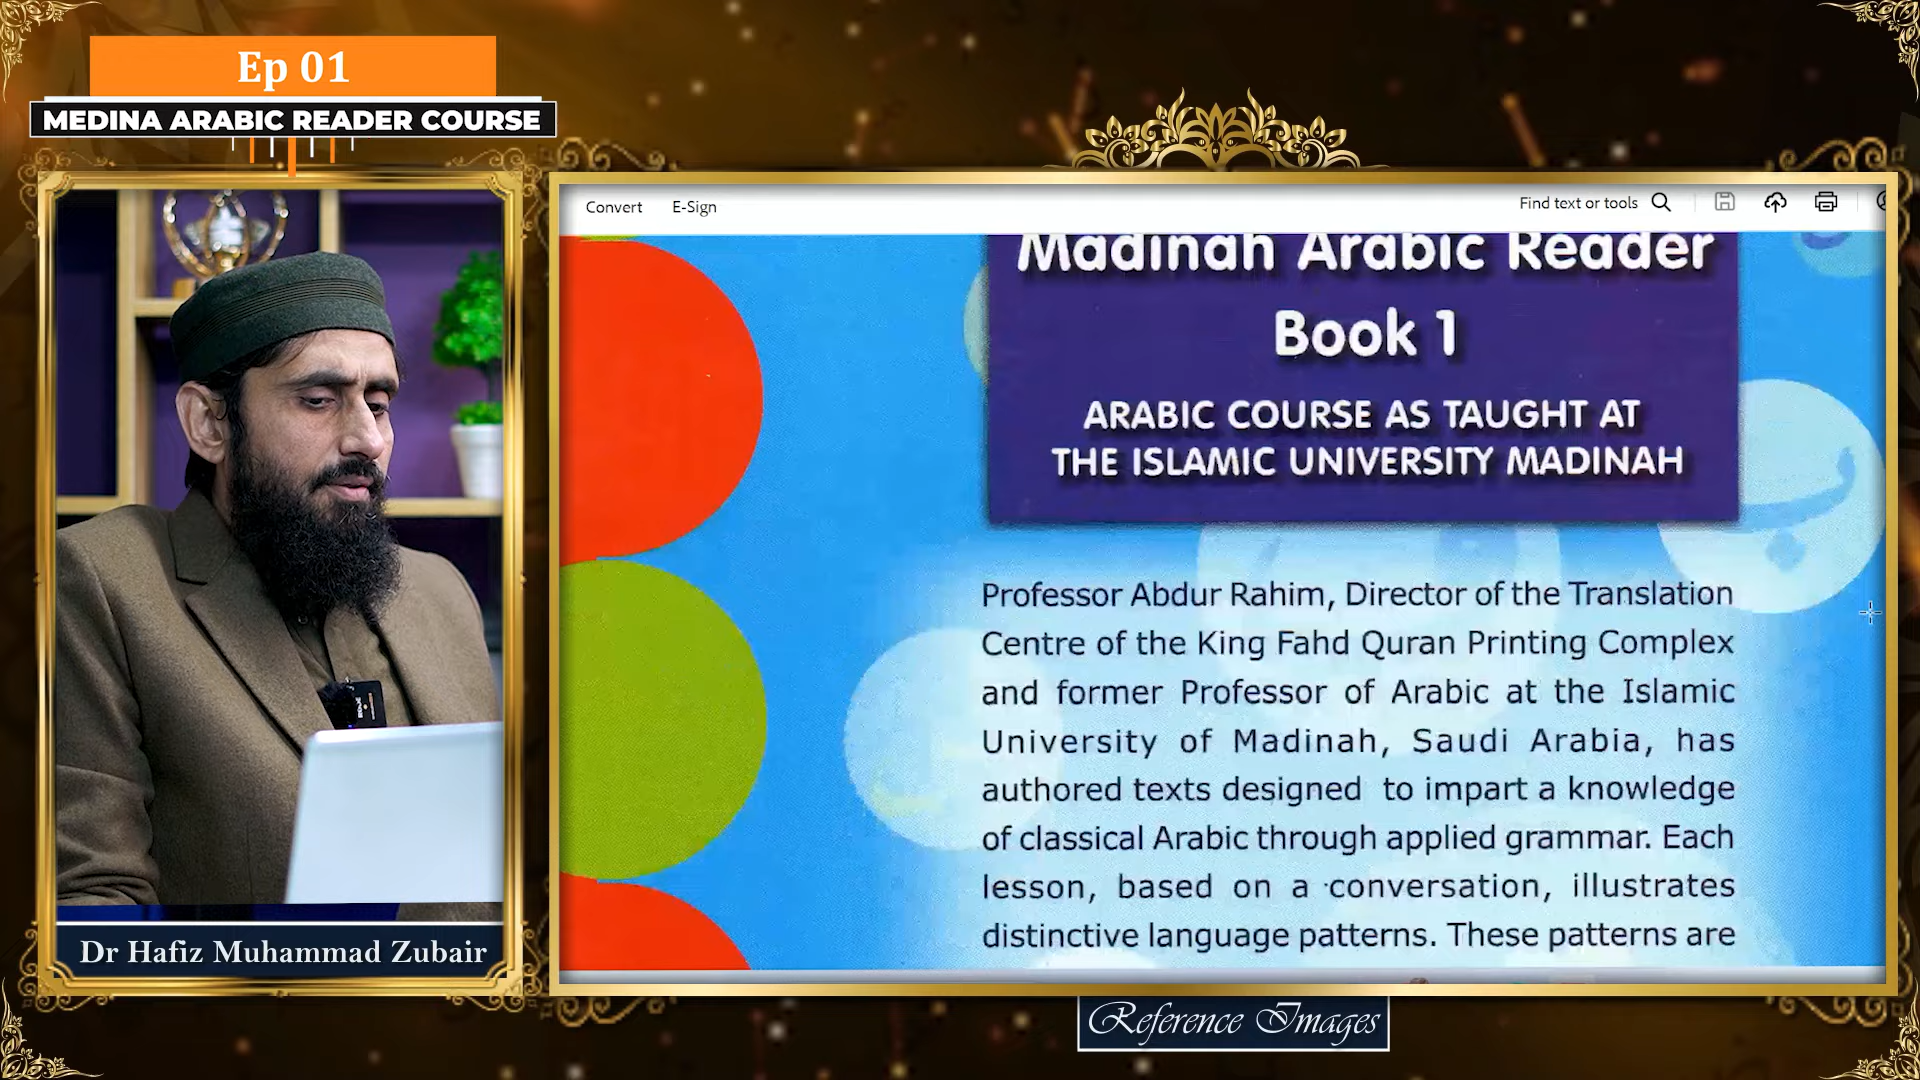 Ep 01
MEDINA ARABIC READER COURSE
Convert E-Sign
Find text or tools
Madinah Arabic Reader
Book 1
ARABIC COURSE AS TAUGHT AT
THE ISLAMIC UNIVERSITY MADINAH
Professor Abdur Rahim, Director of the Translation
Centre of the King Fahd Quran Printing Complex
and former Professor of Arabic at the Islamic
University of Madinah, Saudi Arabia, has
authored texts designed to impart a knowledge
of classical Arabic through applied grammar. Each
lesson, based on a conversation, illustrates
distinctive language patterns. These patterns are
Dr Hafiz Muhammad Zubair
Reference Images